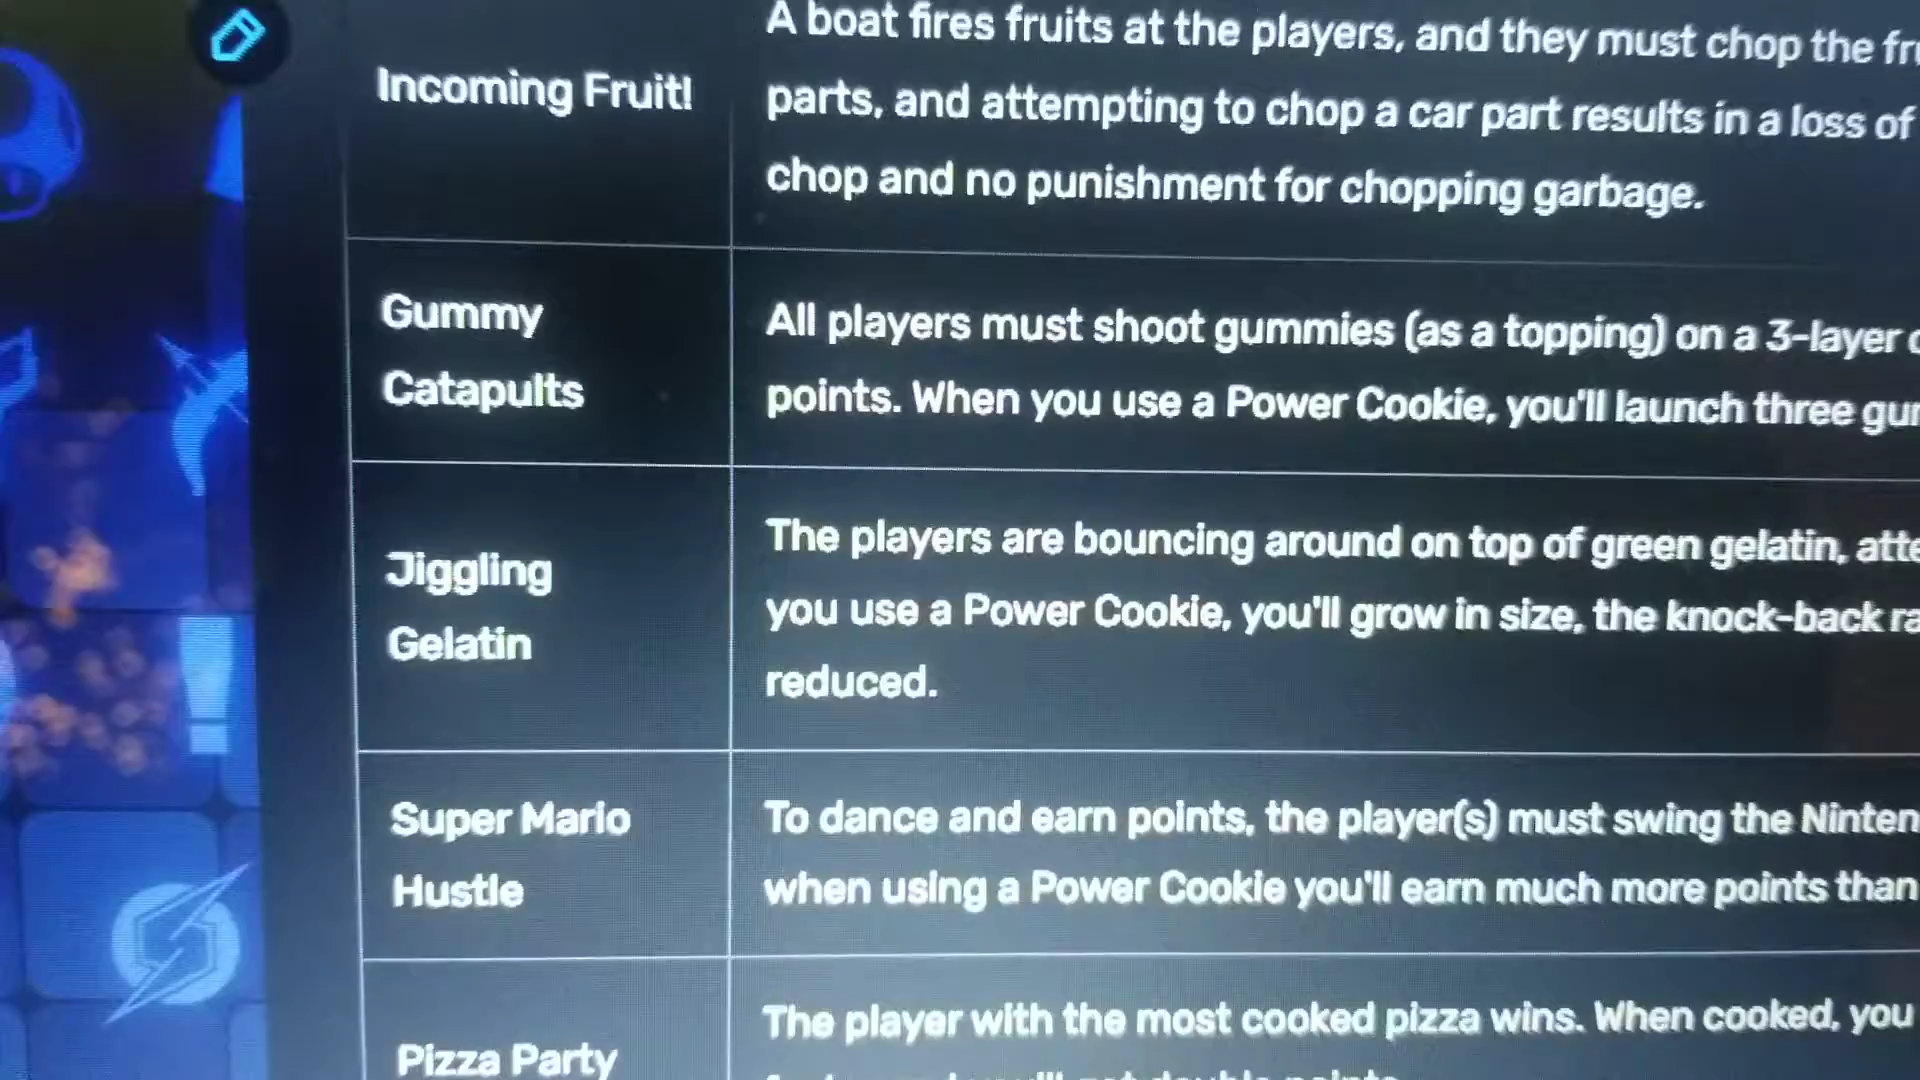 Incoming Fruit!
A boat fires fruits at the players, and they must chop the
parts, and attempting to chop a car part results in a loss of
chop and no punishment for chopping garbage.
Gummy
Catapults
All players must shoot gummies (as a topping) on a 3-layer
points. When you use a Power Cookie, you'll launch three
Jiggling
Gelatin
The players are bouncing around on top of green gelatin,
you use a Power Cookie, you'll grow in size, the knock-back
reduced.
Super Mario
Hustle
To dance and earn points, the player(s) must swing the
when using a Power Cookie you'll earn much more points than
Pizza Party
The player with the most cooked pizza wins. When cooked, you